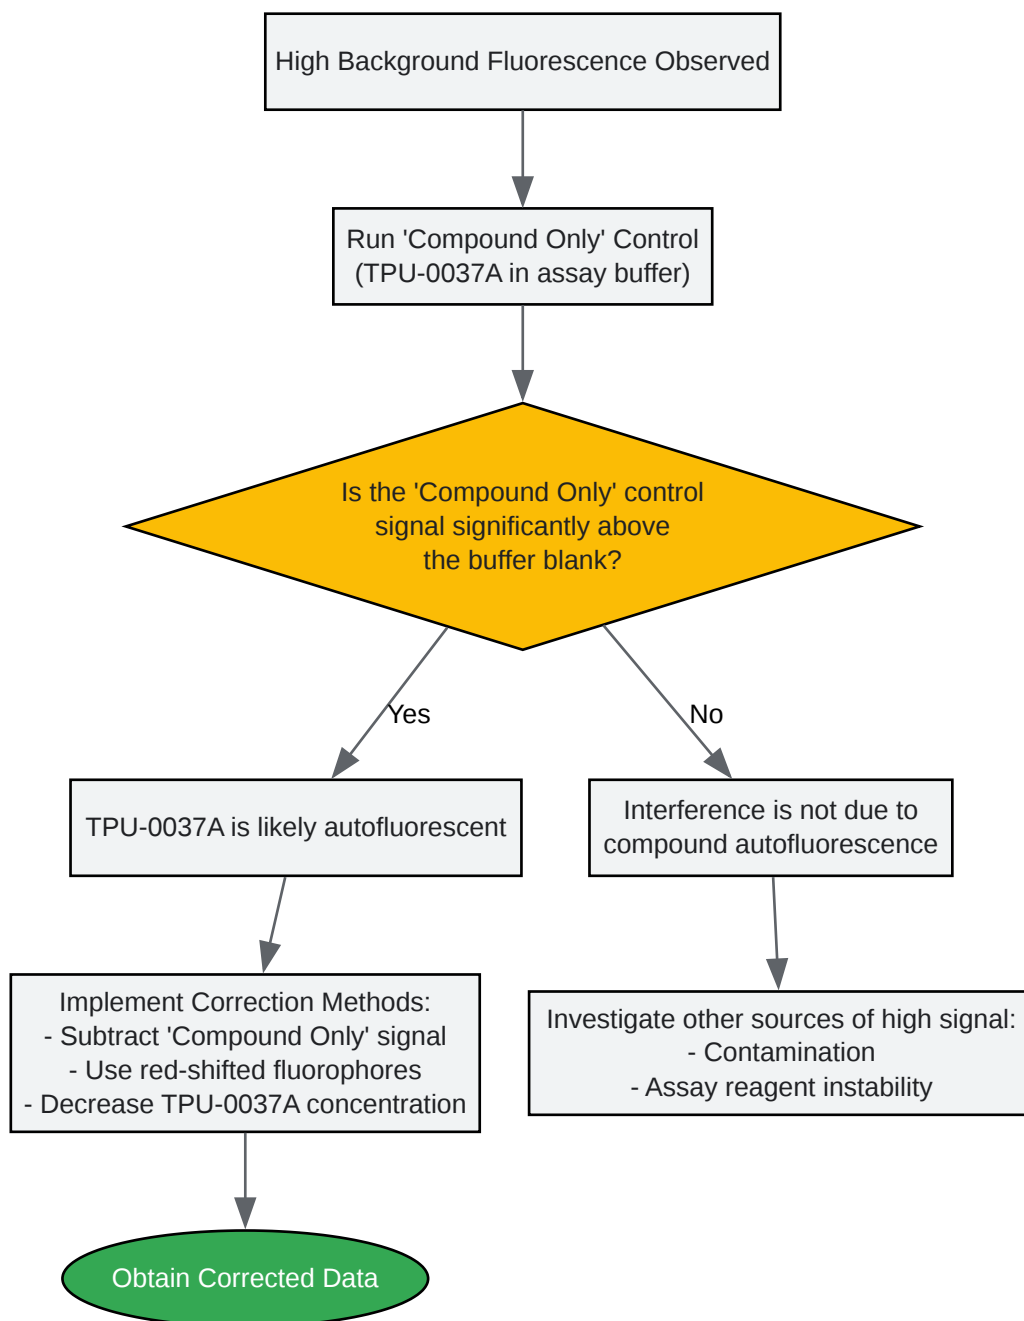 High Background Fluorescence Observed
Run 'Compound Only' Control
(TPU-0037A in assay buffer)
Is the 'Compound Only' control
signal significantly above
the buffer blank?
Yes
No
TPU-0037A is likely autofluorescent
Interference is not due to
compound autofluorescence
Implement Correction Methods:
- Subtract 'Compound Only' signal
- Use red-shifted fluorophores
- Decrease TPU-0037A concentration
Investigate other sources of high signal:
- Contamination
- Assay reagent instability
Obtain Corrected Data